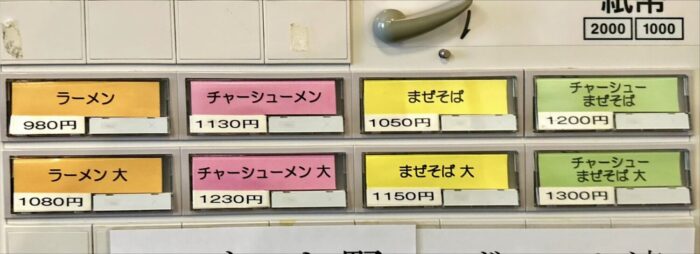 紙幣
2000 1000
ラーメン
980円
チャーシューメン
1130円
まぜそば
1050円
チャーシュー
まぜそば
1200円
ラーメン 大
1080円
チャーシューメン 大
1230円
まぜそば 大
1150円
チャーシュー
まぜそば 大
1300円